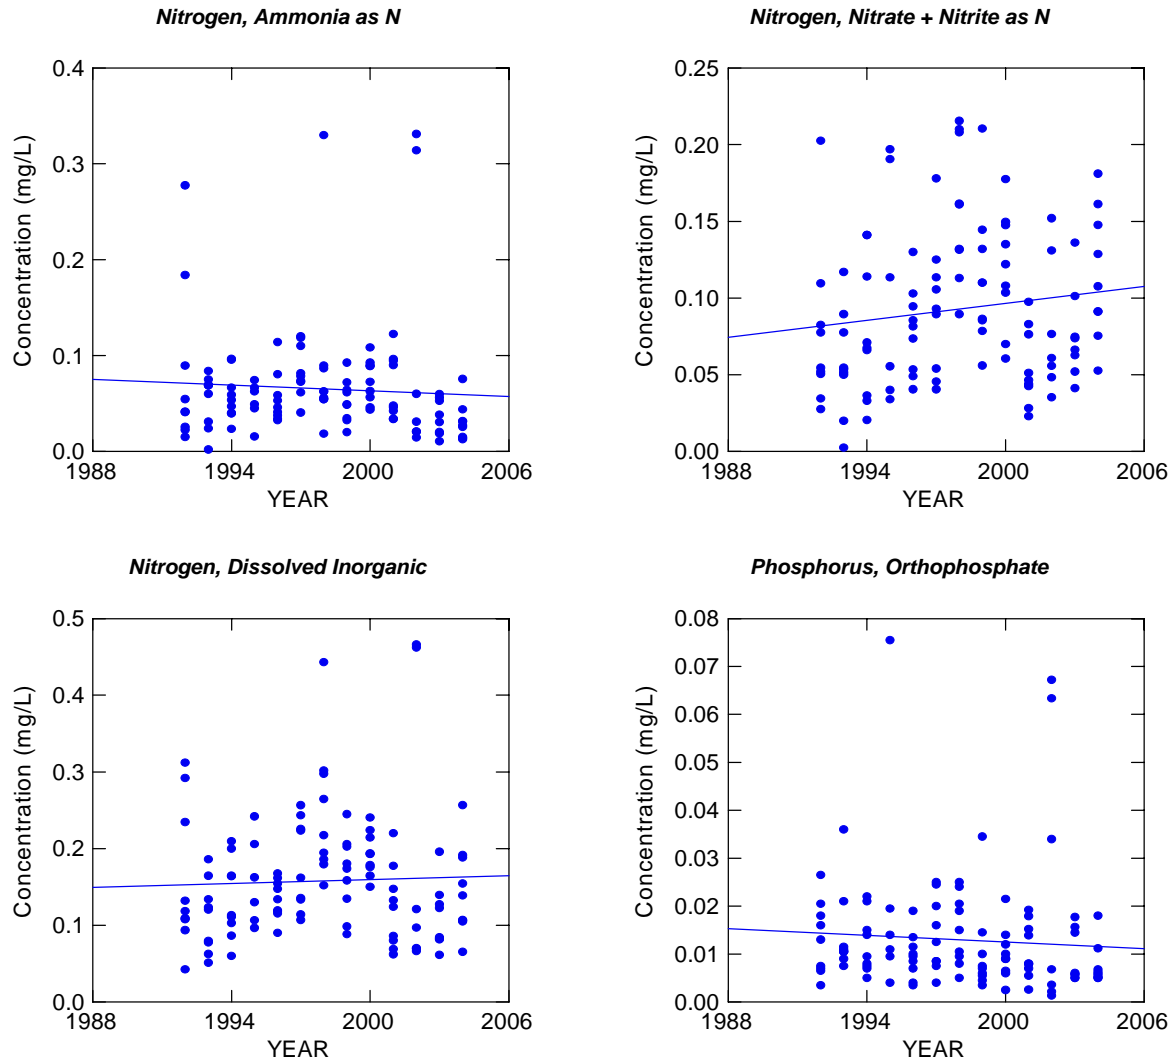 Nitrogen, Ammonia as N
0.4
0.3
0.2
0.1
0.0
Concentration (mg/L)
1988 1994 2000 2006
YEAR
Nitrogen, Nitrate + Nitrite as N
0.25
0.20
0.15
0.10
0.05
0.00
Concentration (mg/L)
1988 1994 2000 2006
YEAR
Nitrogen, Dissolved Inorganic
0.5
0.4
0.3
0.2
0.1
0.0
Concentration (mg/L)
1988 1994 2000 2006
YEAR
Phosphorus, Orthophosphate
0.08
0.07
0.06
0.05
0.04
0.03
0.02
0.01
0.00
Concentration (mg/L)
1988 1994 2000 2006
YEAR